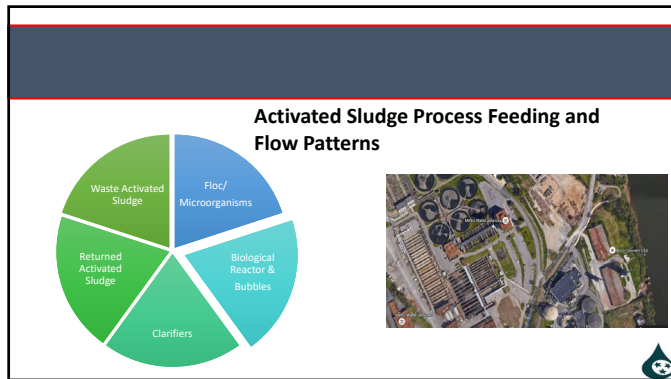 Activated Sludge Process Feeding and
Flow Patterns
Waste Activated
Sludge
Floc/
Microorganisms
Returned
Activated
Sludge
Biological
Reactor &
Bubbles
Clarifiers